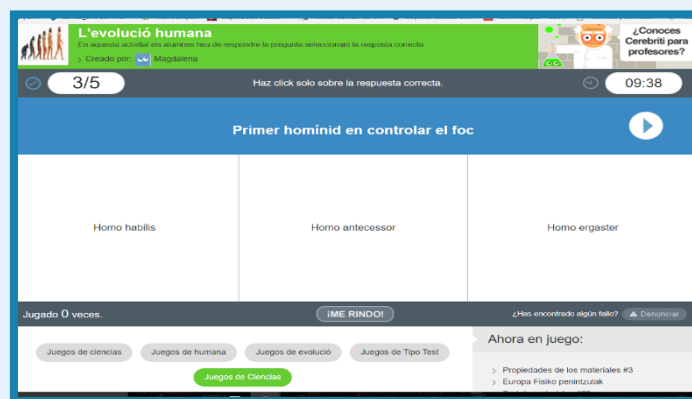 L'evolució humana
En aquesta activitat els alumnes heu de respondre la pregunta seleccionant la resposta correcta.
> Creado por: Magdalena
¿Conoces
Cerebriti para
profesores?
3/5
Haz click solo sobre la respuesta correcta.
09:38
Primer homínid en controlar el foc
Homo habilis
Homo antecessor
Homo ergaster
Jugado 0 veces.
¡ME RINDO!
¿Has encontrado algún fallo?
Denunciar
Juegos de ciencias
Juegos de humana
Juegos de evolució
Juegos de Tipo Test
Juegos de Ciencias
Ahora en juego:
> Propiedades de los materiales #3
> Europa Fisiko penintzulak